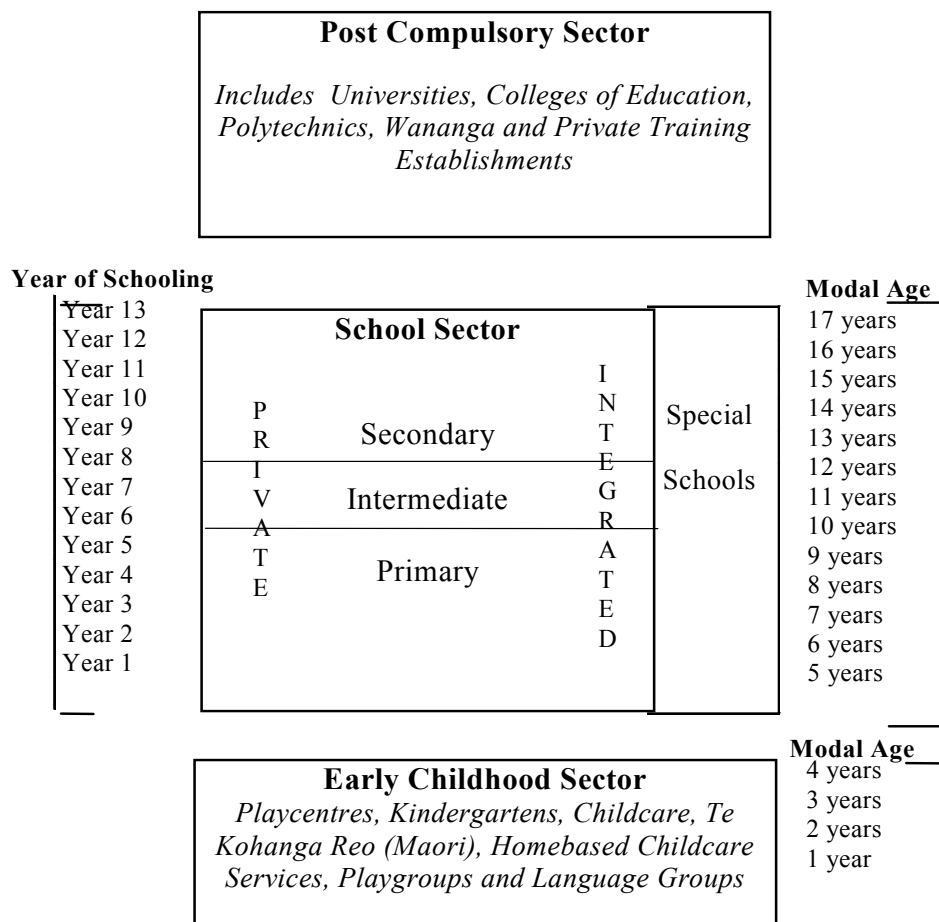 Post Compulsory Sector
Includes Universities, Colleges of Education,
Polytechnics, Wananga and Private Training
Establishments
Year of Schooling
Year 13
Year 12
Year 11
Year 10
Year 9
Year 8
Year 7
Year 6
Year 5
Year 4
Year 3
Year 2
Year 1
School Sector
PRIVATE
Secondary
Intermediate
Primary
INTEGRATED
Special
Schools
Modal Age
17 years
16 years
15 years
14 years
13 years
12 years
11 years
10 years
9 years
8 years
7 years
6 years
5 years
Early Childhood Sector
Playcentres, Kindergartens, Childcare, Te
Kohanga Reo (Maori), Homebased Childcare
Services, Playgroups and Language Groups
Modal Age
4 years
3 years
2 years
1 year